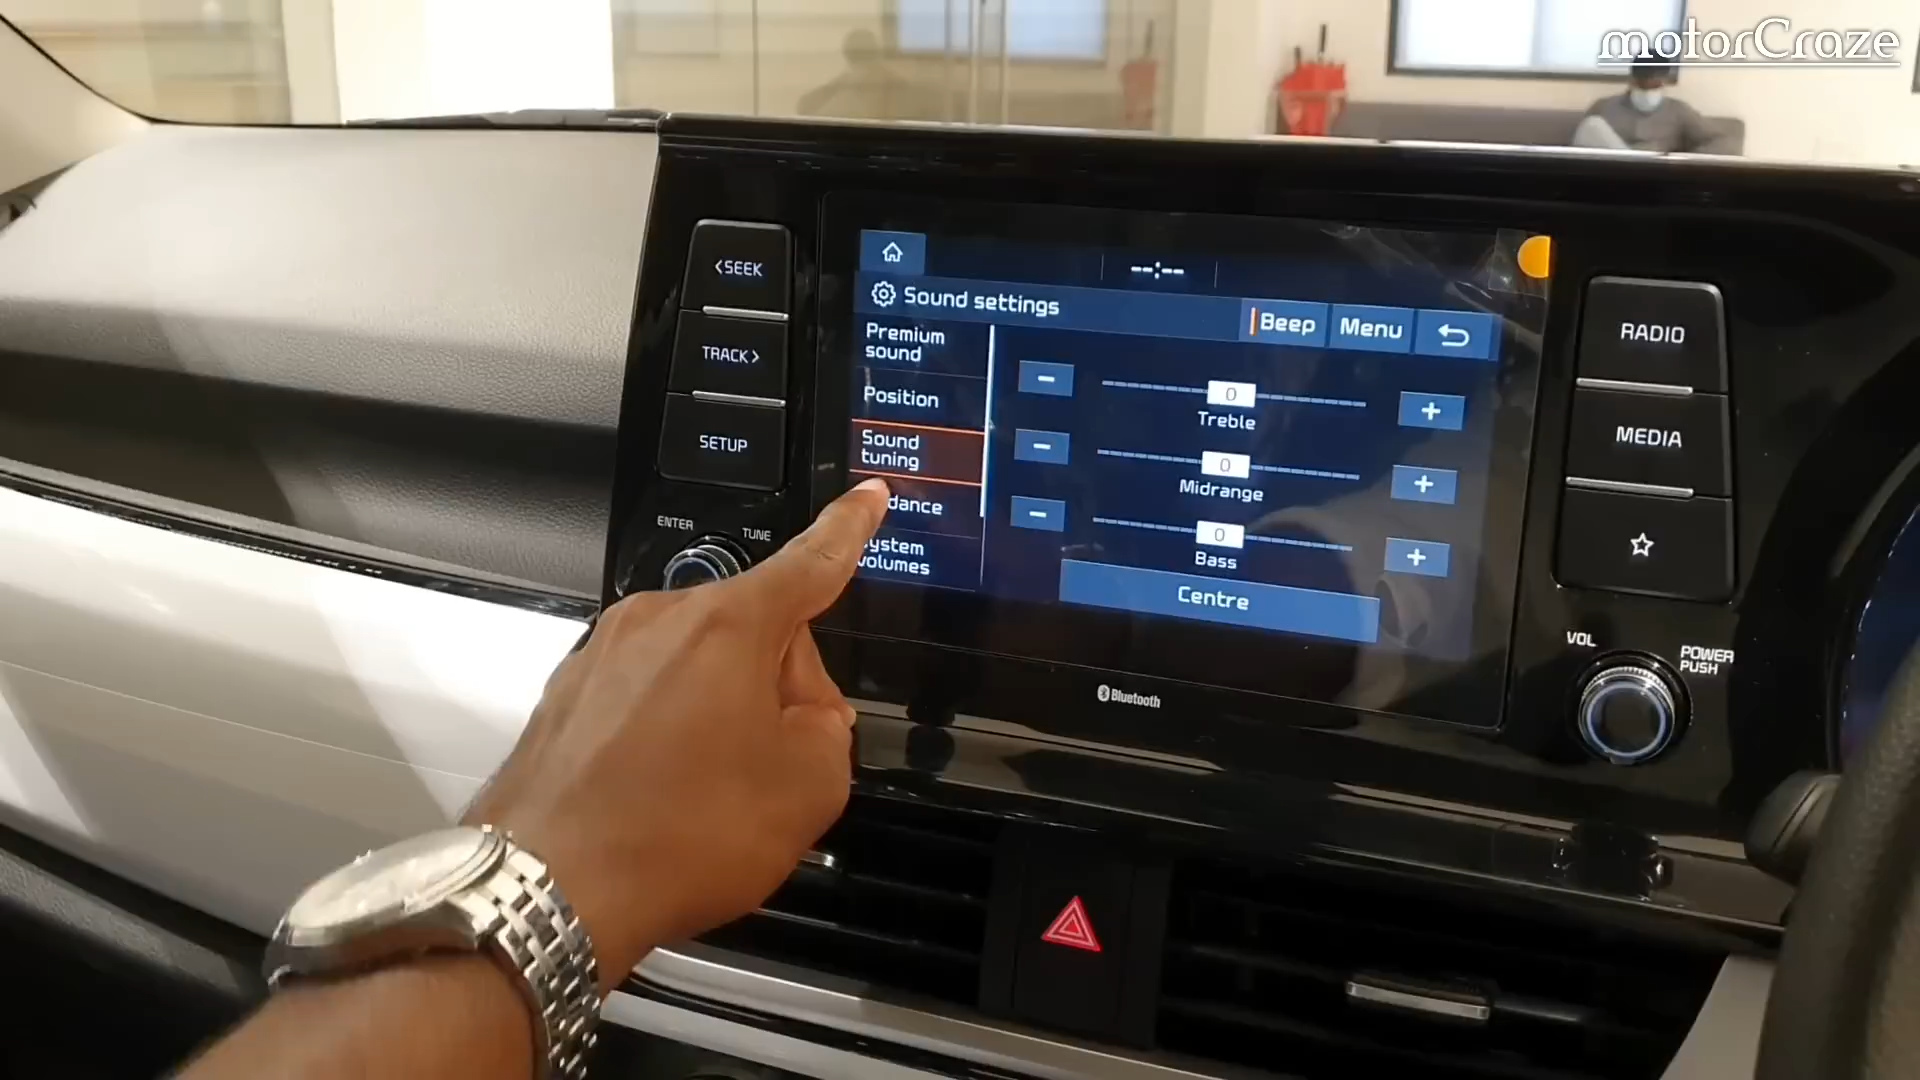 motorCraze
<SEEK
TRACK>
SETUP
ENTER
TUNE
--:--
Sound settings
Beep
Menu
Premium
sound
Position
Sound
tuning
dance
ystem
volumes
0
Treble
0
Midrange
0
Bass
Centre
Bluetooth
RADIO
MEDIA
VOL
POWER
PUSH